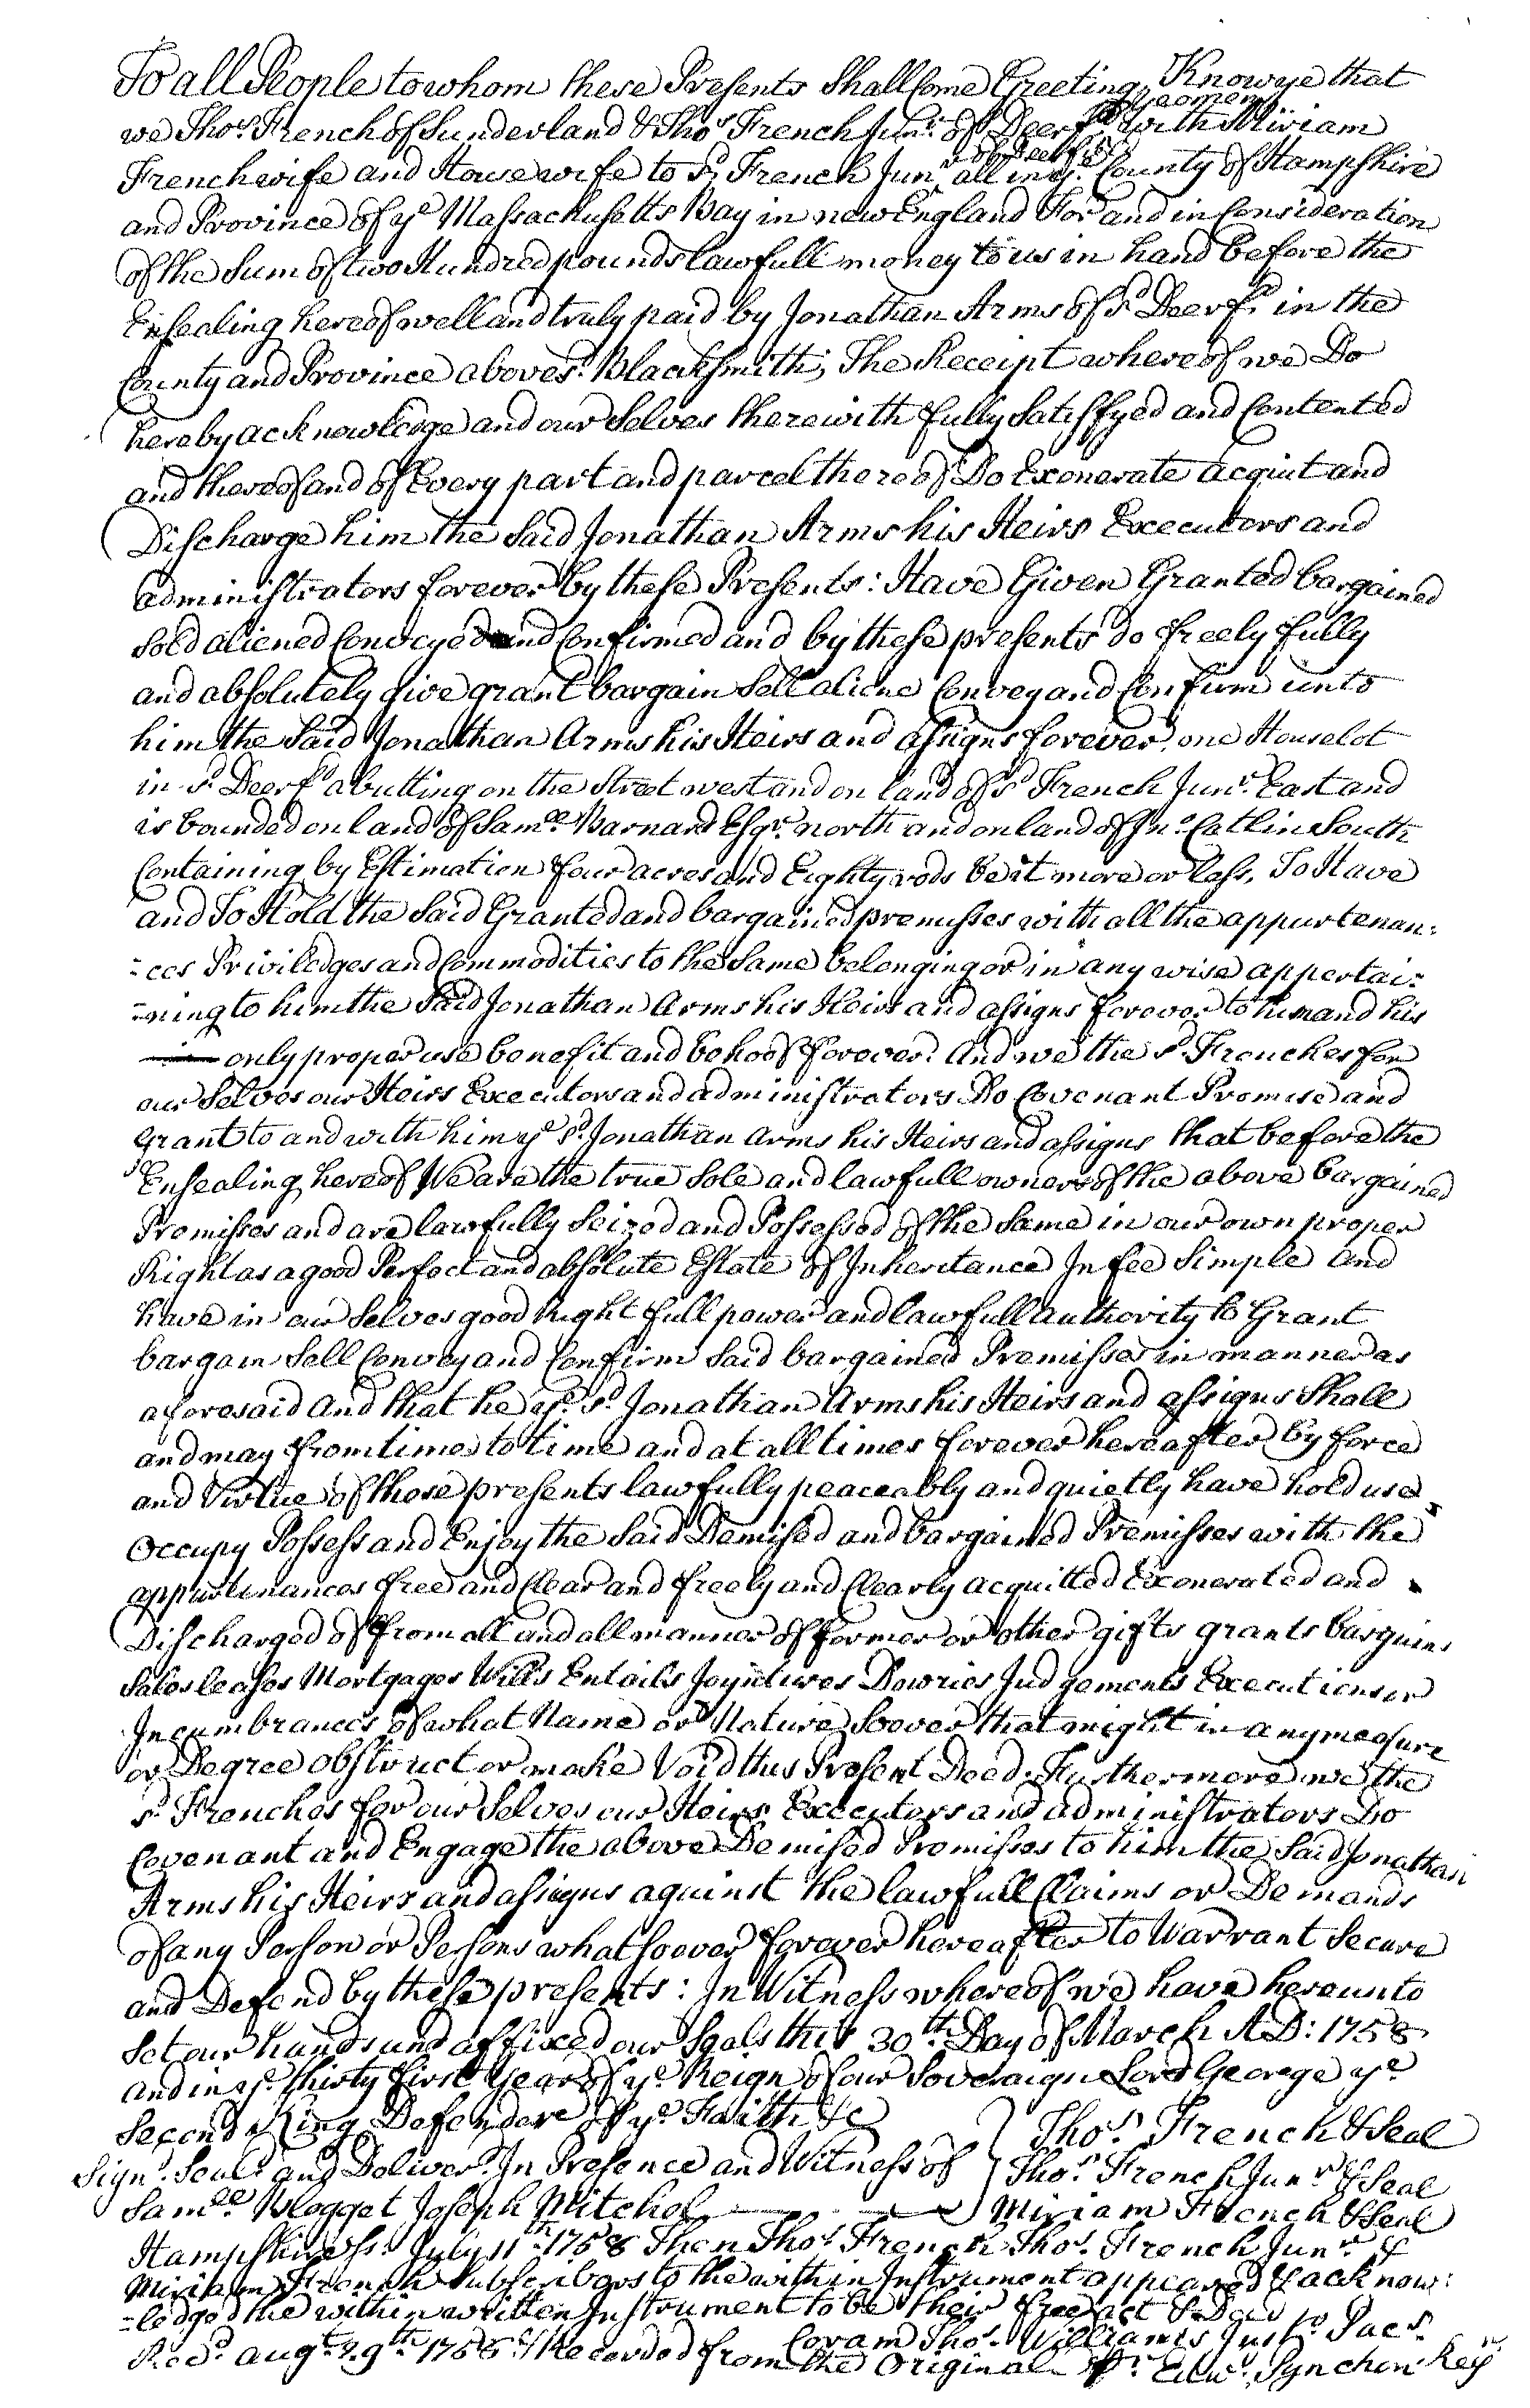 To all People to whom these Presents Shall Come Greeting, Know ye that
we Thos. French of Sunderland & Thos French Junr. of Deerfd. yeomen with Miriam
French wife and Housewife to sd. French Junr. of Deerfd. all in ye. County of Hampshire
and Province of ye Massachusetts Bay in new England For and in Consideration
of the Sum of two Hundred pounds lawfull money to us in hand before the
Ensealing hereof well and truly paid by Jonathan Arms of sd Deerfd. in the
County and Province abovesd. Blacksmith; The Receipt whereof we Do
hereby acknowledge and our Selves therewith fully Satisfyed and Contented
and thereof and of Every part and parcel thereof Do Exonerate acquit and
Discharge him the Said Jonathan Arms his Heirs Executors and
administrators forever by these Presents: Have Given Granted bargained
sold aliened Conveyed and Confirmed and by these presents do freely fully
and absolutely give grant bargain Sell aliene Convey and Confirm unto
him the Said Jonathan Arms his Heirs and assigns forever, one House lot
in sd. Deerfd abutting on the Street west and on land of sd French Junr. East and
is bounded on land of Samll Barnard Esqr. north and on land of Jno. Catlin South
Containing by Estimation four acres and Eighty rods be it more or less, To Have
and To Hold the Said Granted and bargained premisses with all the appurtenan:
:ces Priviledges and Commodities to the Same belonging or in any wise appertai:
:ning to him the Said Jonathan Arms his Heirs and assigns forever to him and his
only proper use benefit and behoof forever: And we the sd. Frenches for
our Selves our Heirs Executors and administrators Do Covenant Promise and
Grant to and with him ye sd. Jonathan Arms his Heirs and assigns that before the
Ensealing hereof We are the true Sole and lawfull owners of the above bargained
Premisses and are lawfully Seized and Possessed of the Same in our own proper
Right as a good Perfect and absolute Estate of Inheritance In fee Simple and
have in our Selves good Right full power and lawfull authority to Grant
bargain Sell Convey and Confirm Said bargained Premisses in manner as
aforesaid And that he ye. sd. Jonathan Arms his Heirs and assigns Shall
and may from time to time and at all times forever hereafter by force
and Virtue of these presents lawfully peaceably and quietly have hold use
Occupy Possess and Enjoy the Said Demised and bargained Premisses with the
appurtinances free and Clear and freely and Clearly acquitted Exonerated and
Discharged of from all and all manner of former or other gifts grants bargains
Sales leases Mortgages Wills Entails Joyntures Dowries Judgements Executions or
Incumbrances of what Name or Nature Soever that might in any measure
or Degree obstruct or make Void this Present Deed: Furthermore we the
sd. Frenches for our Selves our Heirs Executors and administrators Do
Covenant and Engage the above Demised Premisses to him the Said Jonathan
Arms his Heirs and assigns against the lawfull Claims or Demands
of any Person or Persons whatsoever forever hereafter to Warrant Secure
and Defend by these presents: In Witness whereof we have hereunto
Set our hands and affixed our Seals this 30th. Day of March A.D: 1758
and in ye. thirty first Year of ye. Reign of our Soveraign Lord George ye
Second King Defender of ye Faith &c
Thos. French & Seal
Signd. Seald. and Deliverd. In Presence and Witness of
Thos. French Junr & Seal
Samll. Blogget Joseph Mitchel
Miriam French & Seal
Hampshire ss. July 11th 1758 Then Thos. French Thos. French Junr. &
Miriam French Subscribers to the within Instrument appeared & acknow:
:ledged the within written Instrument to be their free act & Deed
Coram Thos. Williams Justs. Pacs.
Recd. augt. 29th 1758 & Recorded from the Original pr. Edwd. Pynchon Regr